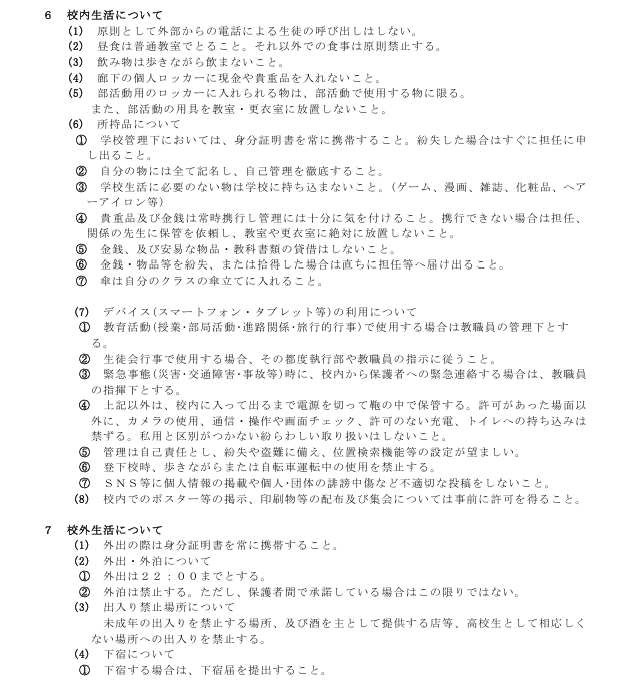 6 校内生活について
(1) 原則として外部からの電話による生徒の呼び出しはしない。
(2) 昼食は普通教室でとること。それ以外での食事は原則禁止する。
(3) 飲み物は歩きながら飲まないこと。
(4) 廊下の個人ロッカーに現金や貴重品を入れないこと。
(5) 部活動用のロッカーに入れられる物は、部活動で使用する物に限る。
また、部活動の用具を教室・更衣室に放置しないこと。
(6) 所持品について
① 学校管理下においては、身分証明書を常に携帯すること。紛失した場合はすぐに担任に申
し出ること。
② 自分の物には全て記名し、自己管理を徹底すること。
③ 学校生活に必要のない物は学校に持ち込まないこと。(ゲーム、漫画、雑誌、化粧品、ヘア
ーアイロン等)
④ 貴重品及び金銭は常時携行し管理には十分に気を付けること。携行できない場合は担任、
関係の先生に保管を依頼し、教室や更衣室に絶対に放置しないこと。
⑤ 金銭、及び安易な物品・教科書類の貸借はしないこと。
⑥ 金銭・物品等を紛失、または拾得した場合は直ちに担任等へ届け出ること。
⑦ 傘は自分のクラスの傘立てに入れること。
(7) デバイス(スマートフォン・タブレット等)の利用について
① 教育活動(授業・部局活動・進路関係・旅行的行事)で使用する場合は教職員の管理下とす
る。
② 生徒会行事で使用する場合、その都度執行部や教職員の指示に従うこと。
③ 緊急事態(災害・交通障害・事故等)時に、校内から保護者への緊急連絡する場合は、教職員
の指揮下とする。
④ 上記以外は、校内に入って出るまで電源を切って鞄の中で保管する。許可があった場面以
外に、カメラの使用、通信・操作や画面チェック、許可のない充電、トイレへの持ち込みは
禁ずる。私用と区別がつかない紛らわしい取り扱いはしないこと。
⑤ 管理は自己責任とし、紛失や盗難に備え、位置検索機能等の設定が望ましい。
⑥ 登下校時、歩きながらまたは自転車運転中の使用を禁止する。
⑦ SNS等に個人情報の掲載や個人・団体の誹謗中傷など不適切な投稿をしないこと。
(8) 校内でのポスター等の掲示、印刷物等の配布及び集会については事前に許可を得ること。
7 校外生活について
(1) 外出の際は身分証明書を常に携帯すること。
(2) 外出・外泊について
① 外出は22:00までとする。
② 外泊は禁止する。ただし、保護者間で承諾している場合はこの限りではない。
(3) 出入り禁止場所について
未成年の出入りを禁止する場所、及び酒を主として提供する店等、高校生として相応しく
ない場所への出入りを禁止する。
(4) 下宿について
① 下宿する場合は、下宿届を提出すること。